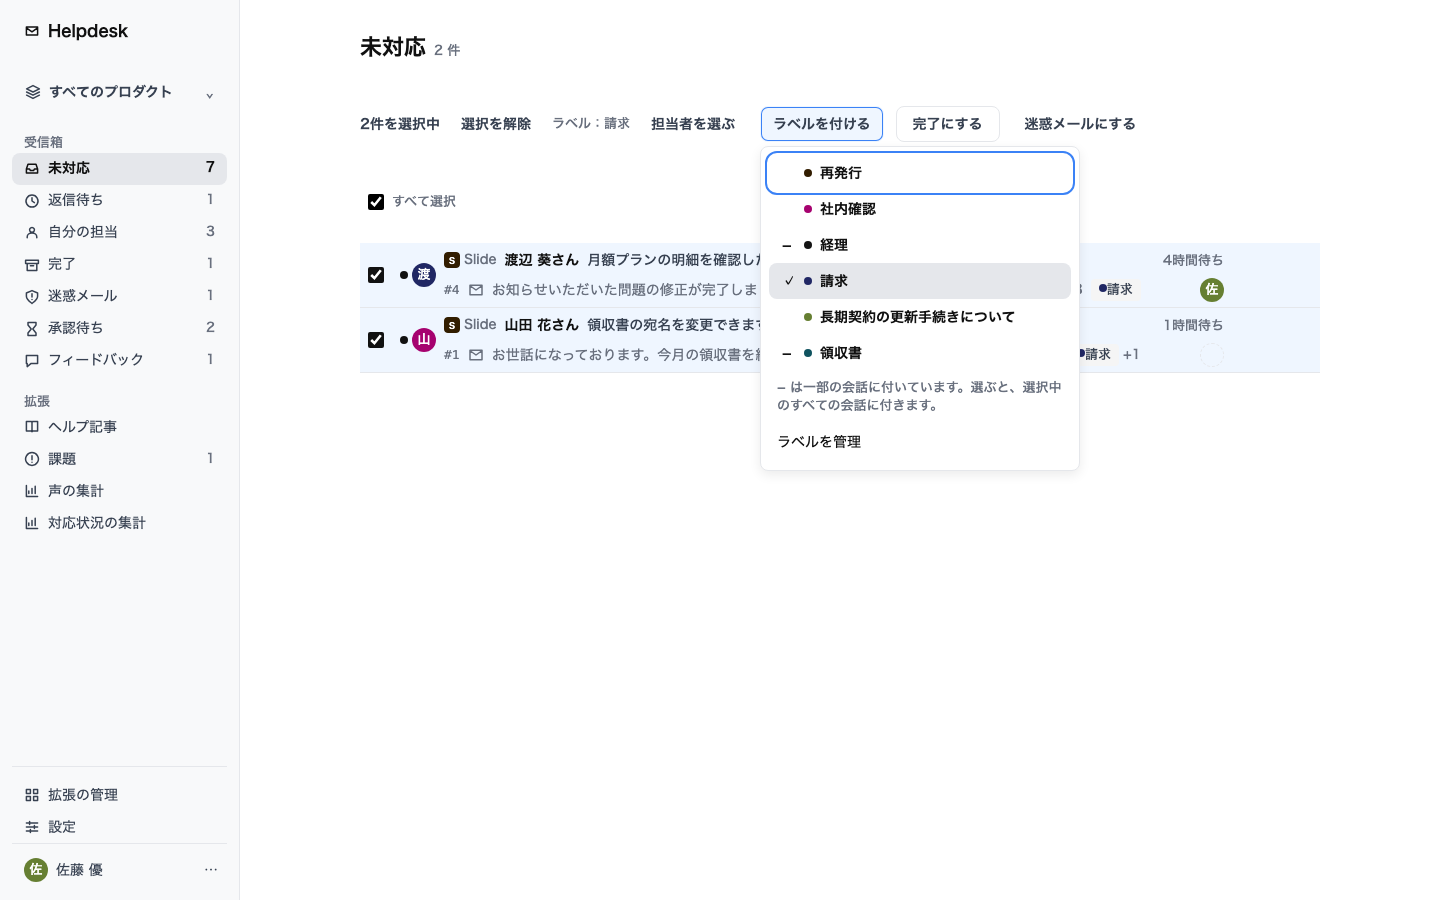 Helpdesk
すべてのプロダクト
受信箱
未対応 7
返信待ち 1
自分の担当 3
完了 1
迷惑メール 1
承認待ち 2
フィードバック 1
拡張
ヘルプ記事
課題 1
声の集計
対応状況の集計
拡張の管理
設定
佐 佐藤 優 …
未対応 2 件
2件を選択中 選択を解除 ラベル：請求 担当者を選ぶ ラベルを付ける 完了にする 迷惑メールにする
すべて選択
渡 s Slide 渡辺 葵さん 月額プランの明細を確認し 4時間待ち
#4 お知らせいただいた問題の修正が完了しま 請求 佐
山 s Slide 山田 花さん 領収書の宛名を変更できま 1時間待ち
#1 お世話になっております。今月の領収書を 請求 +1
再発行
社内確認
– 経理
✓ 請求
長期契約の更新手続きについて
– 領収書
– は一部の会話に付いています。選ぶと、選択中
のすべての会話に付きます。
ラベルを管理